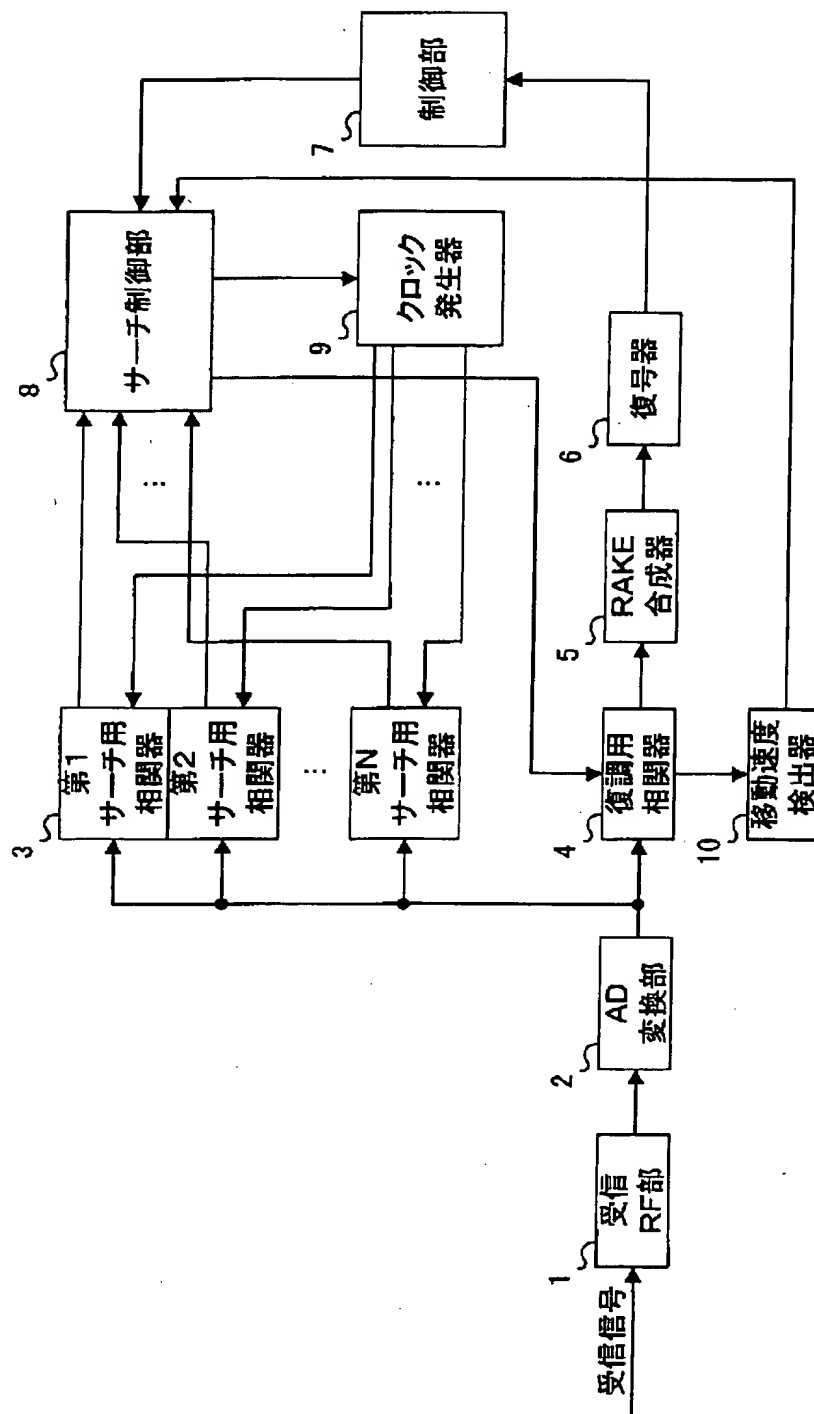 受信信号
1
受信
RF部
2
AD
変換部
3
第1
サーチ用
相関器
第2
サーチ用
相関器
⋮
第N
サーチ用
相関器
4
復調用
相関器
10
移動速度
検出器
5
RAKE
合成器
6
復号器
⋮
⋮
8
サーチ制御部
9
クロック
発生器
7
制御部